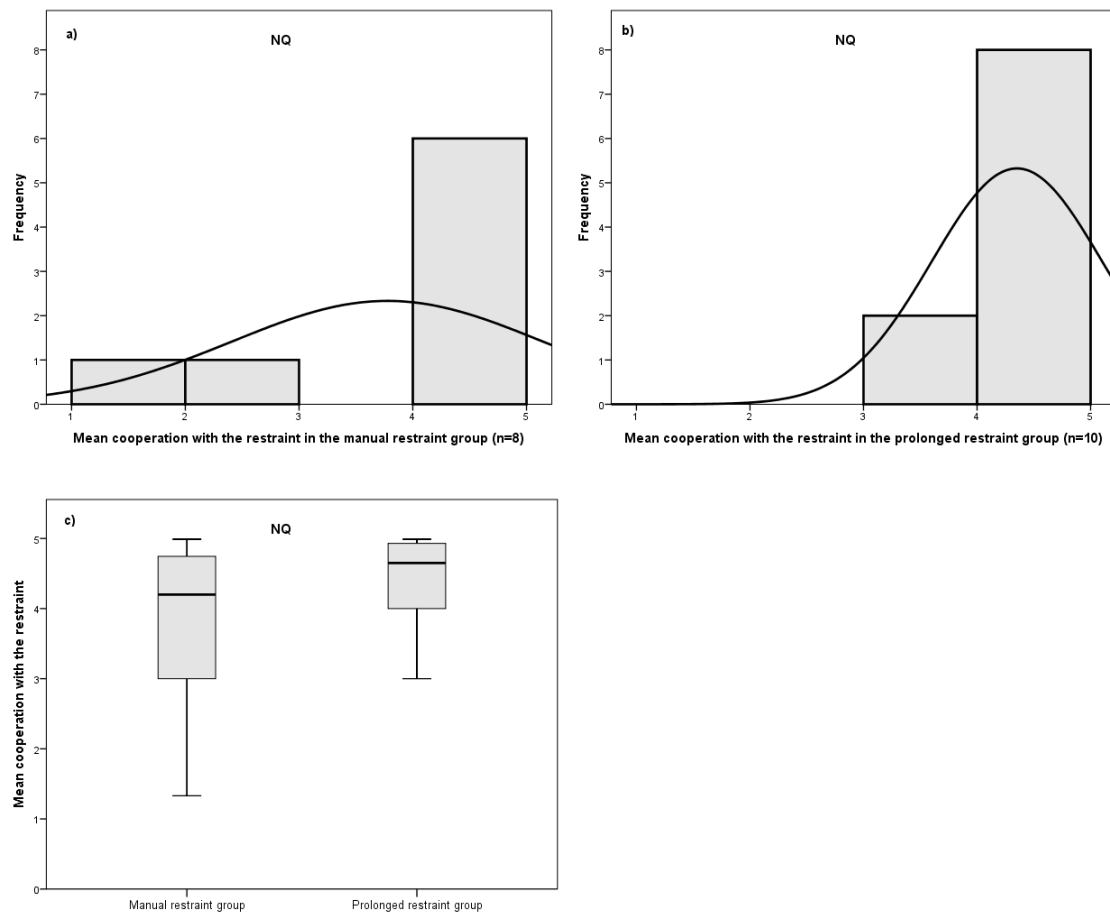 a)
NQ
8
7
6
5
4
3
2
1
0
Frequency
1 2 3 4 5
Mean cooperation with the restraint in the manual restraint group (n=8)
b)
NQ
8
7
6
5
4
3
2
1
0
Frequency
1 2 3 4 5
Mean cooperation with the restraint in the prolonged restraint group (n=10)
c)
NQ
5
4
3
2
1
0
Mean cooperation with the restraint
Manual restraint group Prolonged restraint group